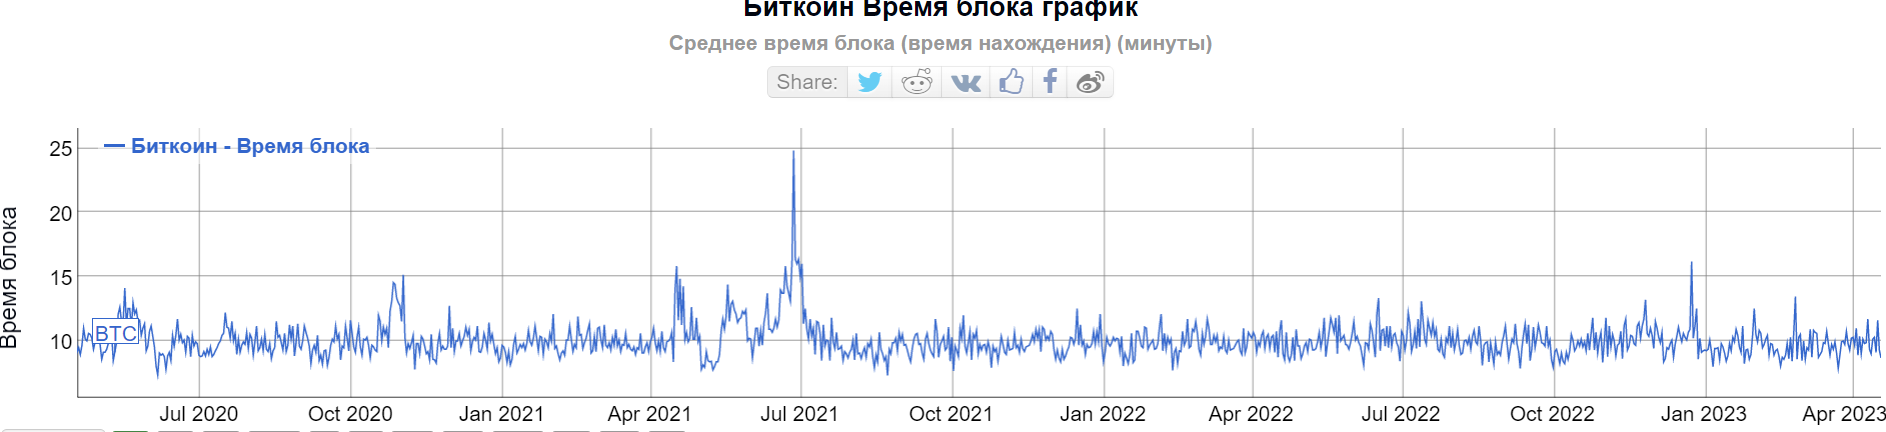 Биткоин Время блока график
Среднее время блока (время нахождения) (минуты)
Share:
Биткоин - Время блока
Время блока
25
20
15
10
BTC
Jul 2020 Oct 2020 Jan 2021 Apr 2021 Jul 2021 Oct 2021 Jan 2022 Apr 2022 Jul 2022 Oct 2022 Jan 2023 Apr 2023